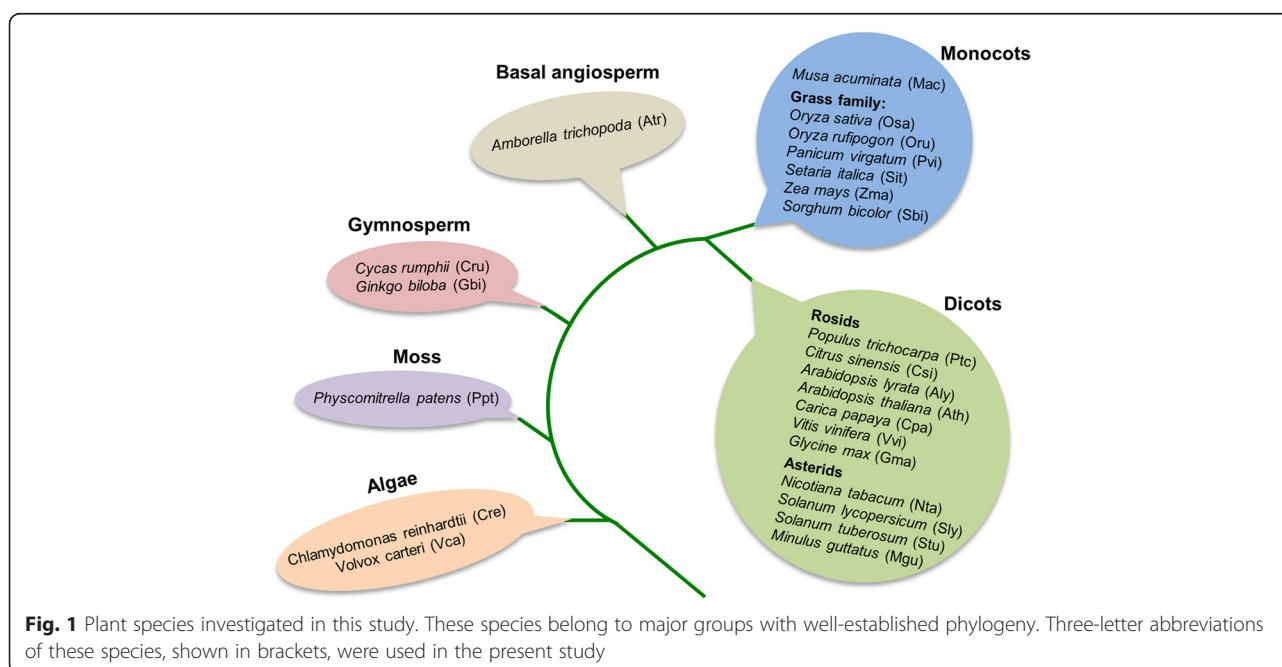 Basal angiosperm
Amborella trichopoda (Atr)
Monocots
Musa acuminata (Mac)
Grass family:
Oryza sativa (Osa)
Oryza rufipogon (Oru)
Panicum virgatum (Pvi)
Setaria italica (Sit)
Zea mays (Zma)
Sorghum bicolor (Sbi)
Gymnosperm
Cycas rumphii (Cru)
Ginkgo biloba (Gbi)
Dicots
Rosids
Populus trichocarpa (Ptc)
Citrus sinensis (Csi)
Arabidopsis lyrata (Aly)
Arabidopsis thaliana (Ath)
Carica papaya (Cpa)
Vitis vinifera (Vvi)
Glycine max (Gma)
Asterids
Nicotiana tabacum (Nta)
Solanum lycopersicum (Sly)
Solanum tuberosum (Stu)
Minulus guttatus (Mgu)
Moss
Physcomitrella patens (Ppt)
Algae
Chlamydomonas reinhardtii (Cre)
Volvox carteri (Vca)
Fig. 1 Plant species investigated in this study. These species belong to major groups with well-established phylogeny. Three-letter abbreviations
of these species, shown in brackets, were used in the present study